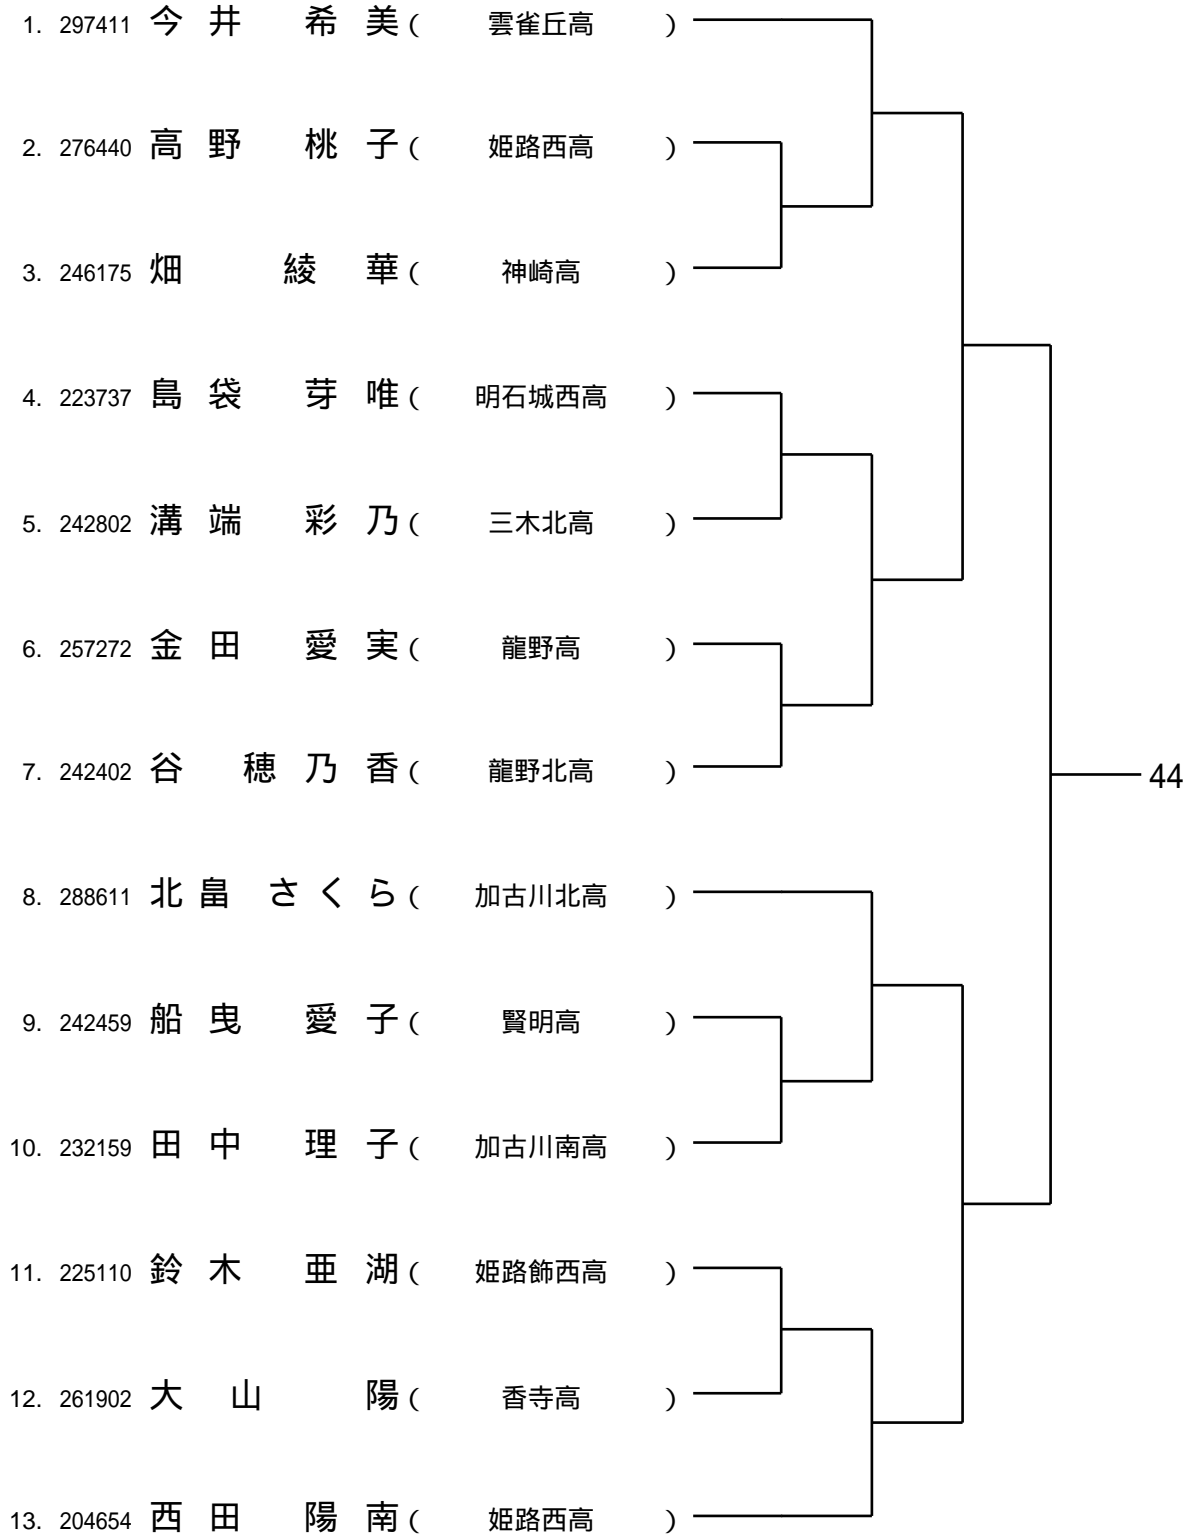 1. 297411 今井 希美 ( 雲雀丘高 )
2. 276440 高野 桃子 ( 姫路西高 )
3. 246175 畑 綾華 ( 神崎高 )
4. 223737 島袋 芽唯 ( 明石城西高 )
5. 242802 溝端 彩乃 ( 三木北高 )
6. 257272 金田 愛実 ( 龍野高 )
7. 242402 谷 穂乃香 ( 龍野北高 )
44
8. 288611 北畠 さくら ( 加古川北高 )
9. 242459 船曳 愛子 ( 賢明高 )
10. 232159 田中 理子 ( 加古川南高 )
11. 225110 鈴木 亜湖 ( 姫路飾西高 )
12. 261902 大山 陽 ( 香寺高 )
13. 204654 西田 陽南 ( 姫路西高 )